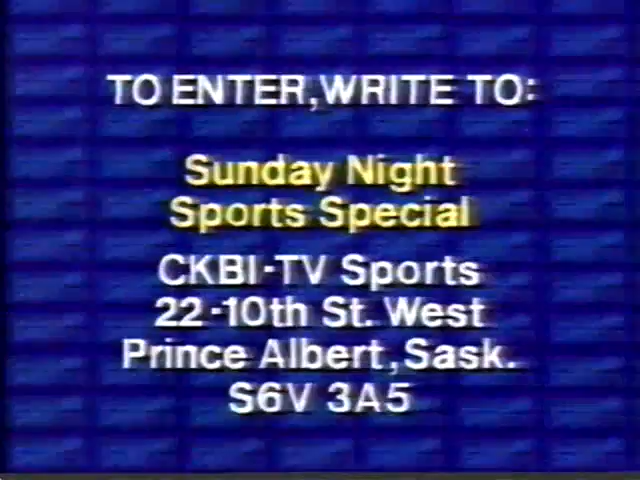 TO ENTER,WRITE TO:
Sunday Night
Sports Special
CKBI-TV Sports
22-10th St. West
Prince Albert,Sask.
S6V 3A5